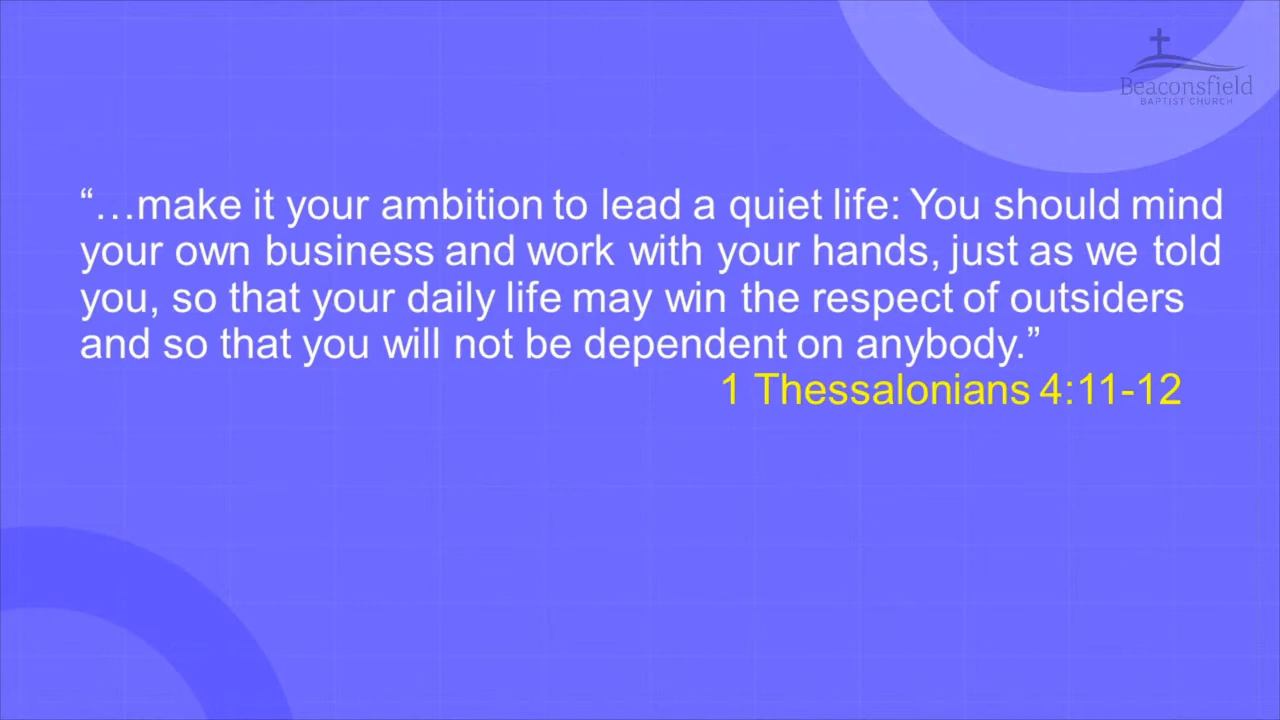 Beaconsfield
BAPTIST CHURCH
“…make it your ambition to lead a quiet life: You should mind
your own business and work with your hands, just as we told
you, so that your daily life may win the respect of outsiders
and so that you will not be dependent on anybody.”
1 Thessalonians 4:11-12